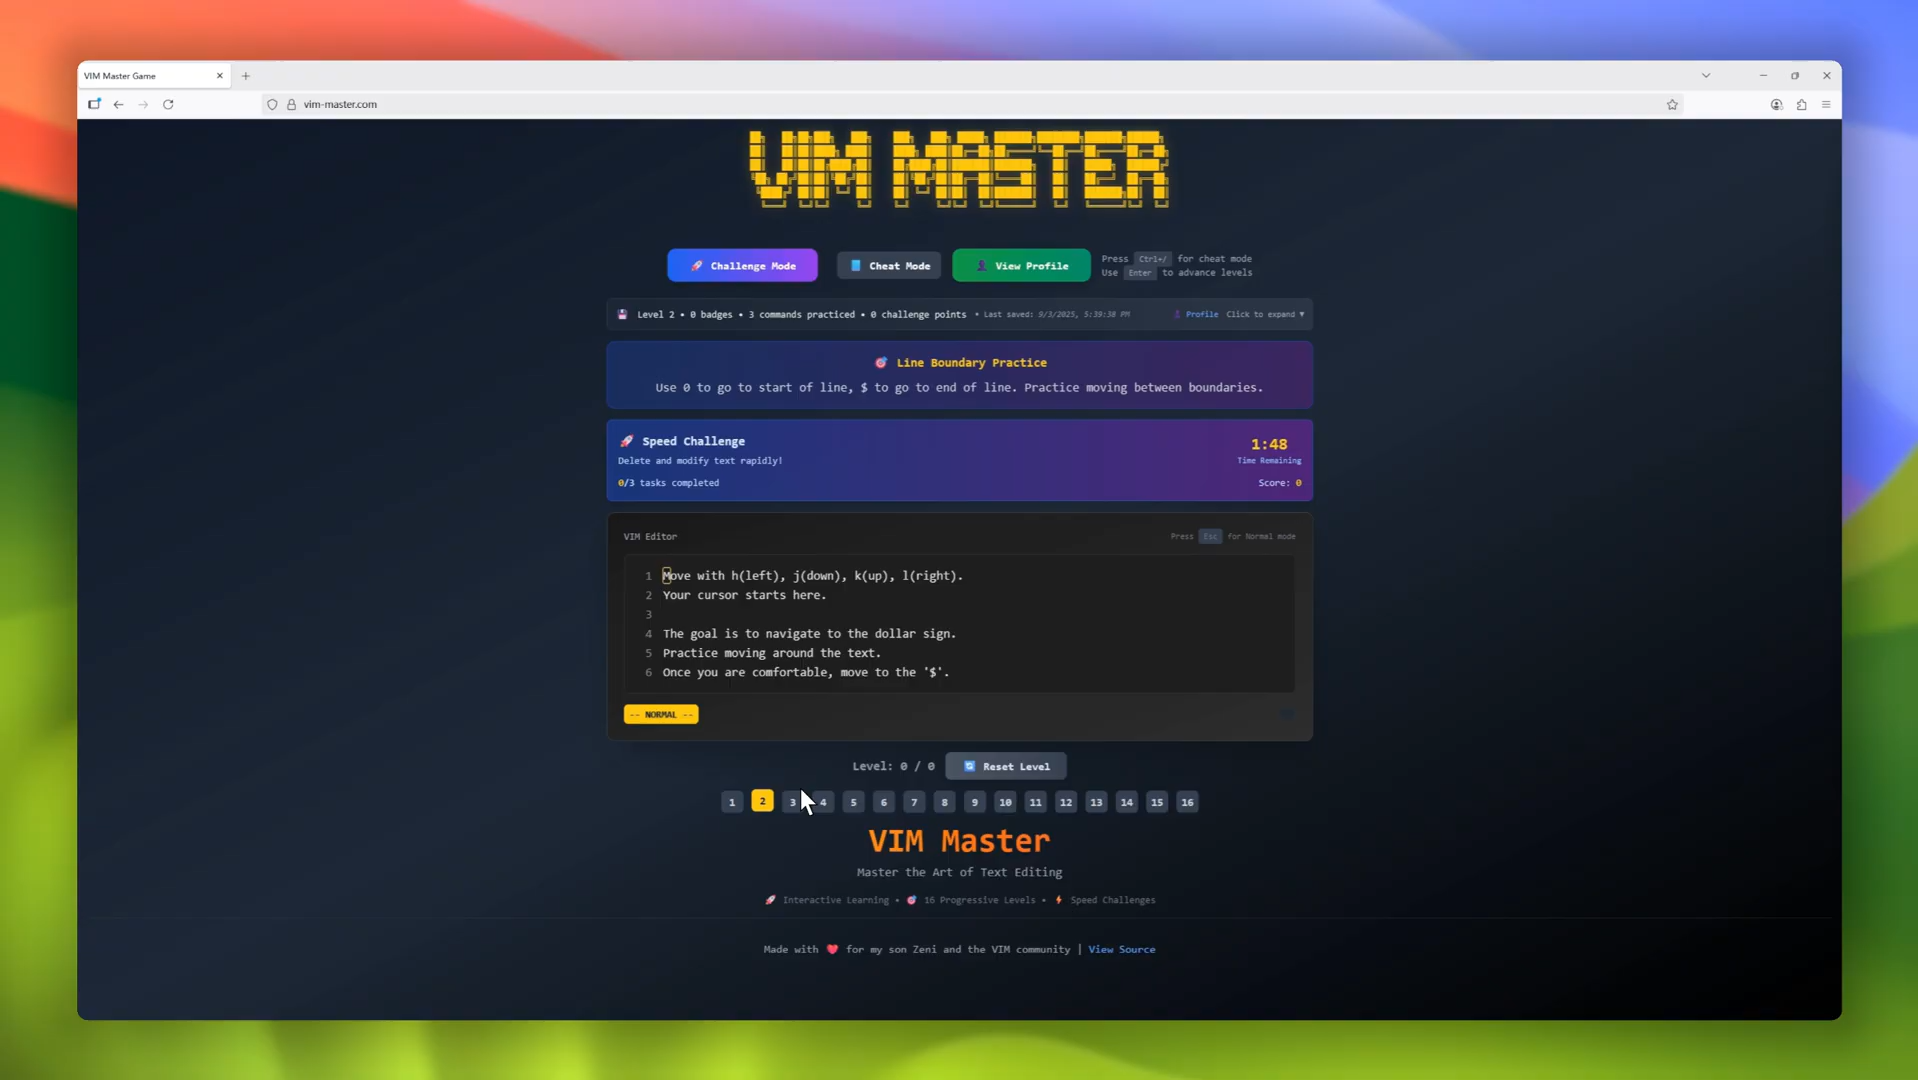 VIM Master Game
vim-master.com
VIM MASTER
Challenge Mode
Cheat Mode
View Profile
Press Ctrl+/ for cheat mode
Use Enter to advance levels
Level 2 • 0 badges • 3 commands practiced • 0 challenge points • Last saved: 9/3/2025, 5:39:38 PM
Profile Click to expand ▼
Line Boundary Practice
Use 0 to go to start of line, $ to go to end of line. Practice moving between boundaries.
Speed Challenge
1:48
Delete and modify text rapidly!
Time Remaining
0/3 tasks completed
Score: 0
VIM Editor
Press Esc for Normal mode
1 Move with h(left), j(down), k(up), l(right).
2 Your cursor starts here.
3
4 The goal is to navigate to the dollar sign.
5 Practice moving around the text.
6 Once you are comfortable, move to the '$'.
-- NORMAL --
Level: 0 / 0
Reset Level
1 2 3 4 5 6 7 8 9 10 11 12 13 14 15 16
VIM Master
Master the Art of Text Editing
Interactive Learning • 16 Progressive Levels • Speed Challenges
Made with ❤️ for my son Zeni and the VIM community | View Source